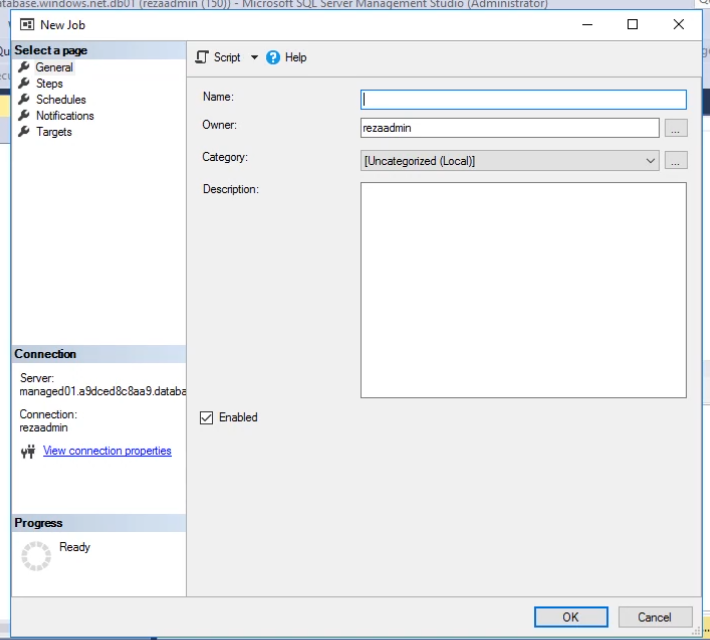 tabase.windows.net.db01 (rezaadmin (150)) - Microsoft SQL Server Management Studio (Administrator)
New Job
Select a page
General
Steps
Schedules
Notifications
Targets
Script
Help
Name:
Owner:
rezaadmin
...
Category:
[Uncategorized (Local)]
...
Description:
Enabled
Connection
Server:
managed01.a9dced8c8aa9.databa
Connection:
rezaadmin
View connection properties
Progress
Ready
OK
Cancel